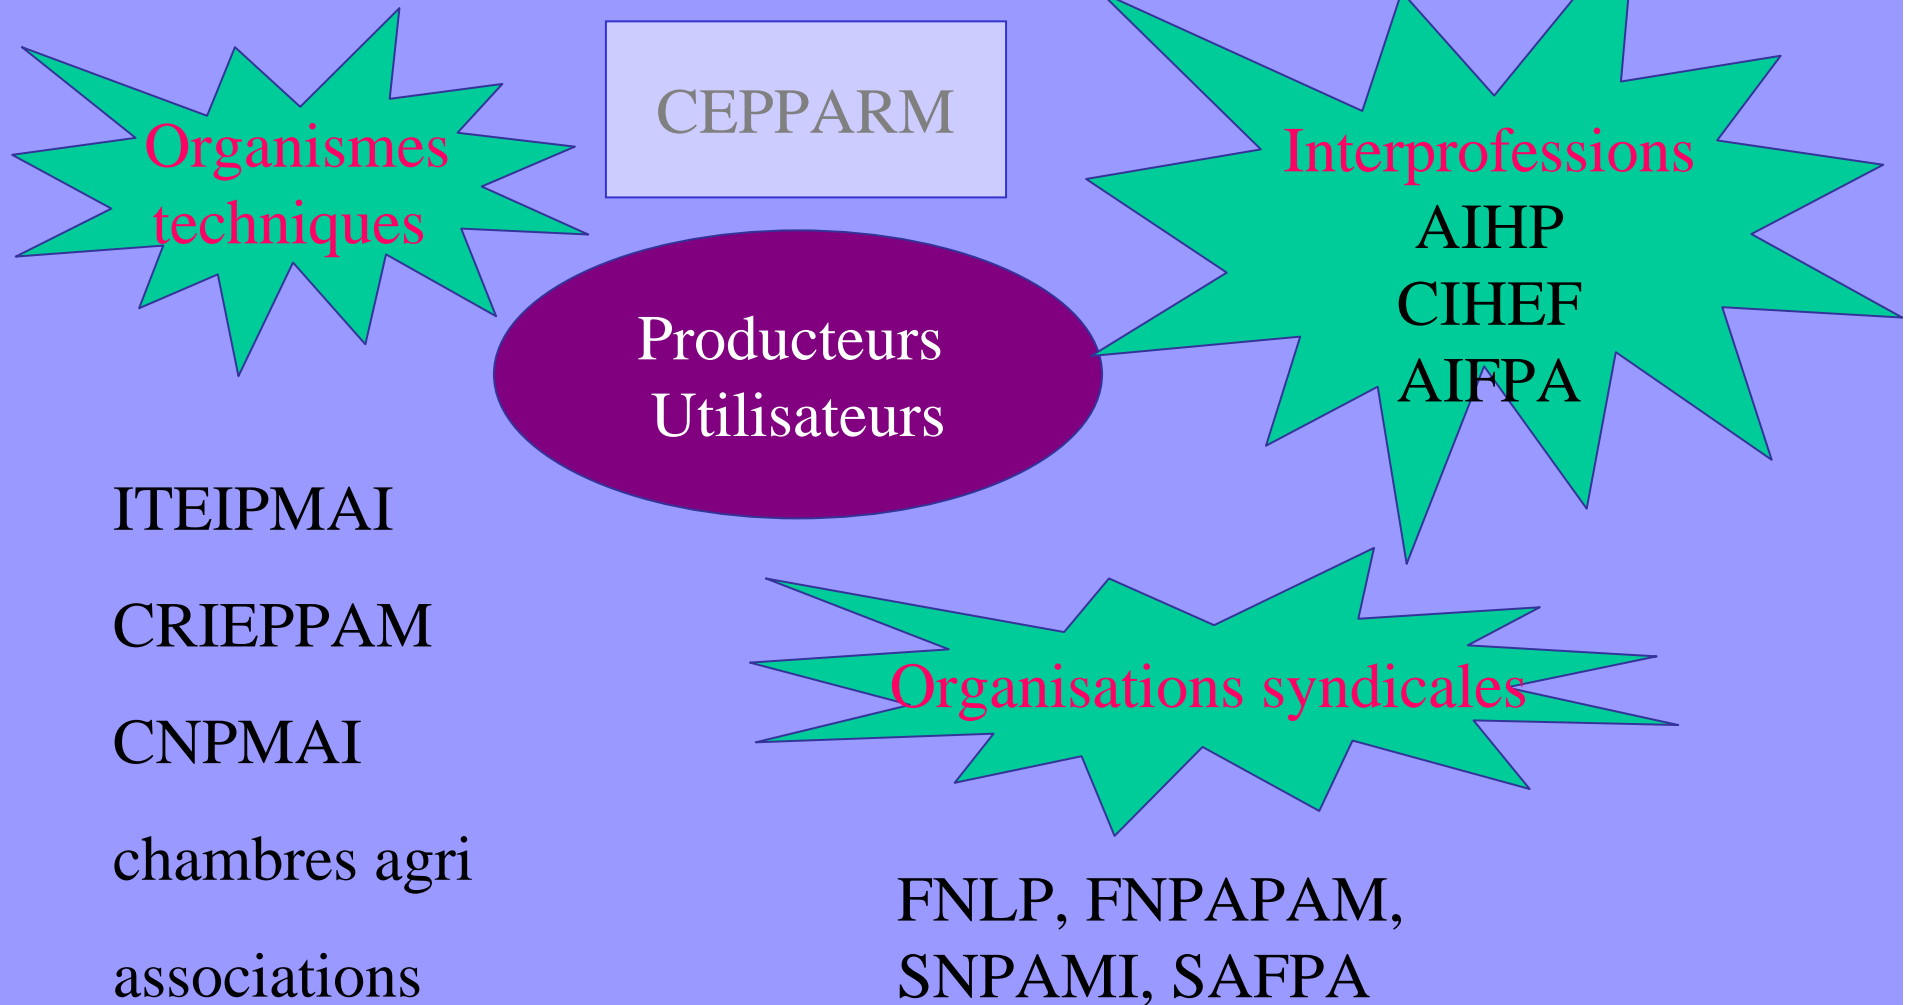 Organismes
techniques
CEPPARM
Interprofessions
AIHP
CIHEF
AIFPA
Producteurs
Utilisateurs
ITEIPMAI
CRIEPPAM
CNPMAI
chambres agri
associations
Organisations syndicales
FNLP, FNPAPAM,
SNPAMI, SAFPA